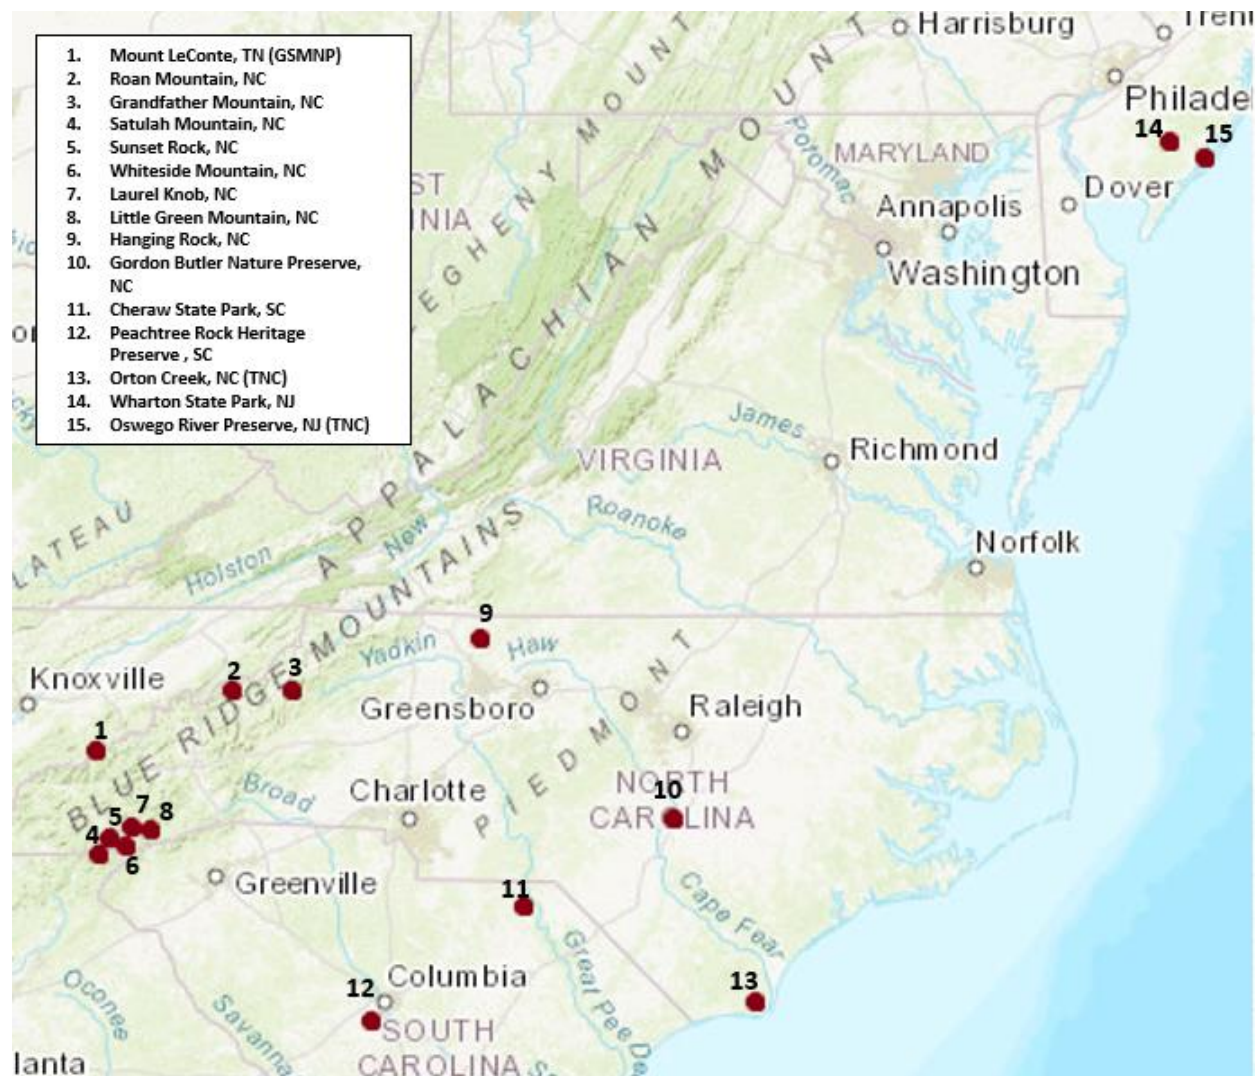 1. Mount LeConte, TN (GSMNP)
2. Roan Mountain, NC
3. Grandfather Mountain, NC
4. Satulah Mountain, NC
5. Sunset Rock, NC
6. Whiteside Mountain, NC
7. Laurel Knob, NC
8. Little Green Mountain, NC
9. Hanging Rock, NC
10. Gordon Butler Nature Preserve,
NC
11. Cheraw State Park, SC
12. Peachtree Rock Heritage
Preserve , SC
13. Orton Creek, NC (TNC)
14. Wharton State Park, NJ
15. Oswego River Preserve, NJ (TNC)
Harrisburg
Philade
14
15
MARYLAND
Potomac
Dover
Annapolis
Washington
ST
NIA
EGHENY MOUNT
APPALACHIAN MOUNT
James
Richmond
VIRGINIA
Roanoke
Norfolk
LATEAU
Holston
New
BLUE RIDGE MOUNTAINS
9
Yadkin
Haw
Knoxville
2
3
Greensboro
Raleigh
PIEDMONT
1
Broad
Charlotte
NORTH
CAROLINA
10
4
5
7
8
6
Greenville
11
Cape Fear
Great Pee De
13
12
Columbia
SOUTH
CAROLINA
Oconee
Savanna
lanta